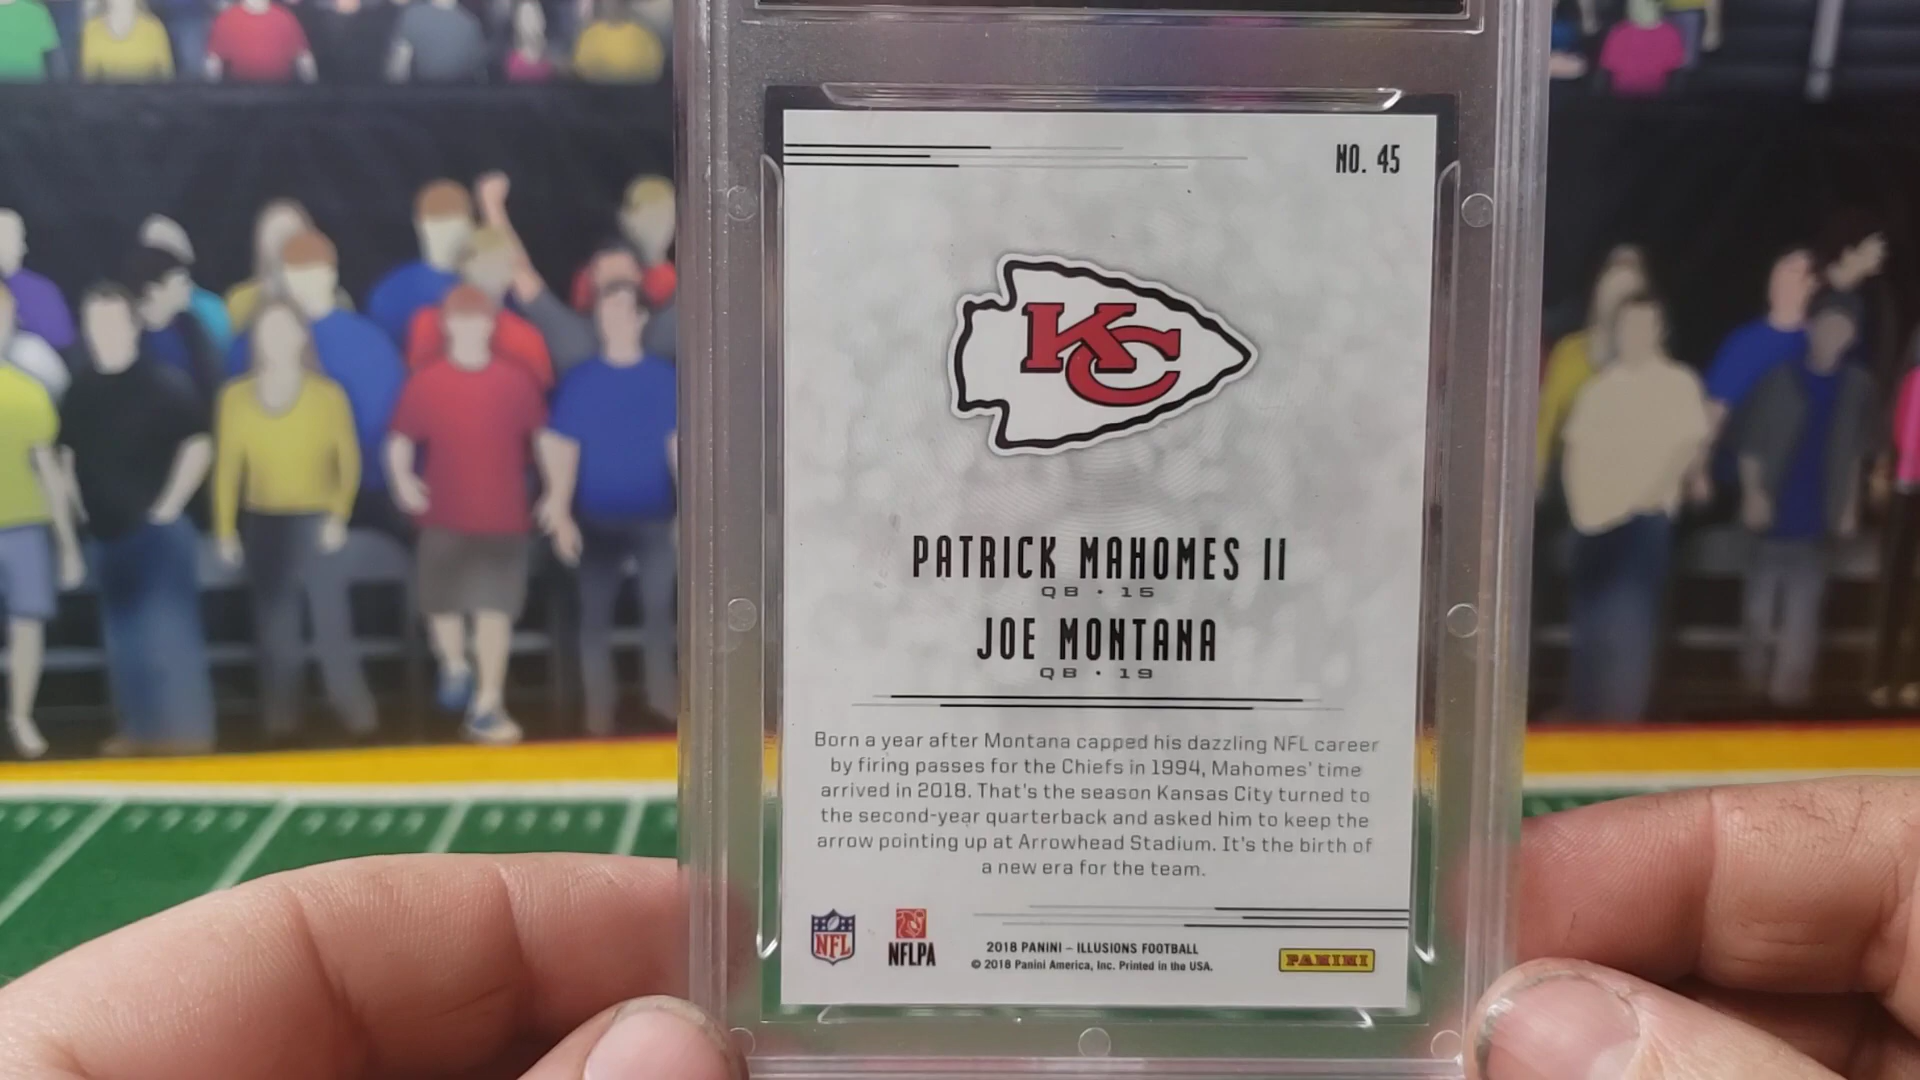 NO. 45
KC
PATRICK MAHOMES II
QB · 15
JOE MONTANA
QB · 19
Born a year after Montana capped his dazzling NFL career
by firing passes for the Chiefs in 1994, Mahomes' time
arrived in 2018. That's the season Kansas City turned to
the second-year quarterback and asked him to keep the
arrow pointing up at Arrowhead Stadium. It's the birth of
a new era for the team.
NFL
NFLPA
2018 PANINI – ILLUSIONS FOOTBALL
© 2018 Panini America, Inc. Printed in the USA.
PANINI